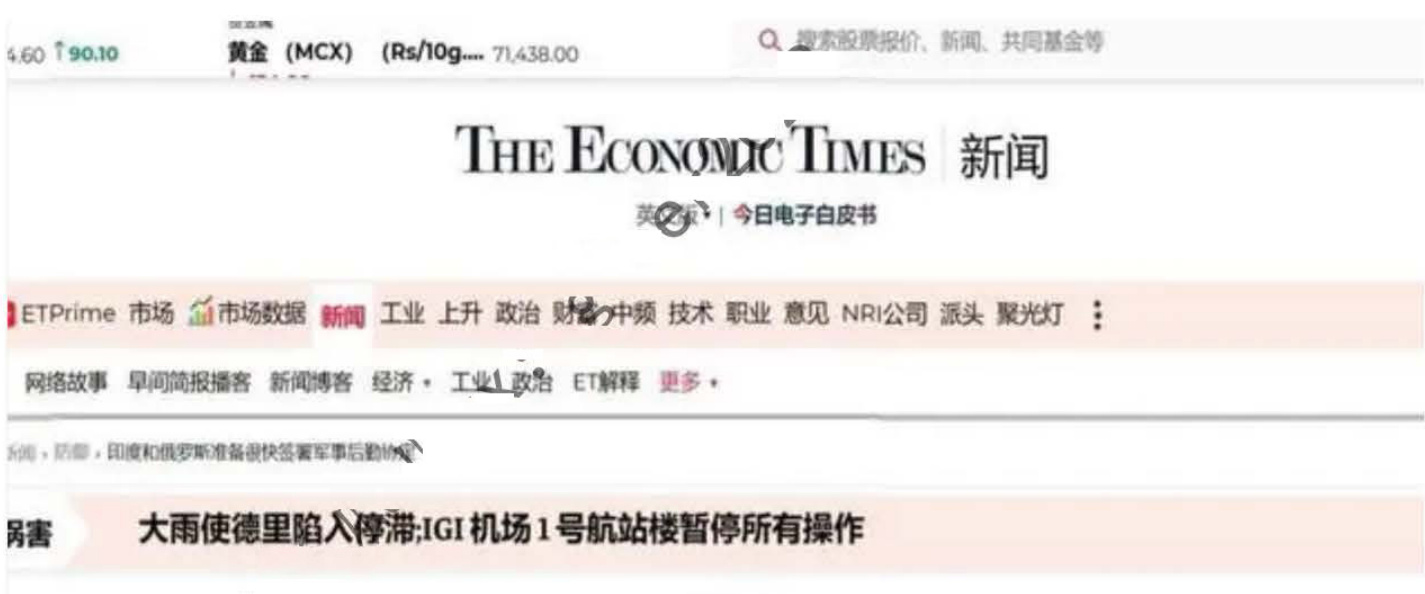 4.60 ↑90.10
黄金 (MCX) (Rs/10g.... 71,438.00
搜索股票报价、新闻、共同基金等
THE ECONOMIC TIMES | 新闻
英文版 | 今日电子白皮书
ETPrime 市场 市场数据 新闻 工业 上升 政治 财富 中频 技术 职业 意见 NRI公司 派头 聚光灯
网络故事 早间简报播客 新闻博客 经济 工业 政治 ET解释 更多
新闻 › 防御 › 印度和俄罗斯准备很快签署军事后勤协定
祸害 大雨使德里陷入停滞;IGI 机场 1 号航站楼暂停所有操作